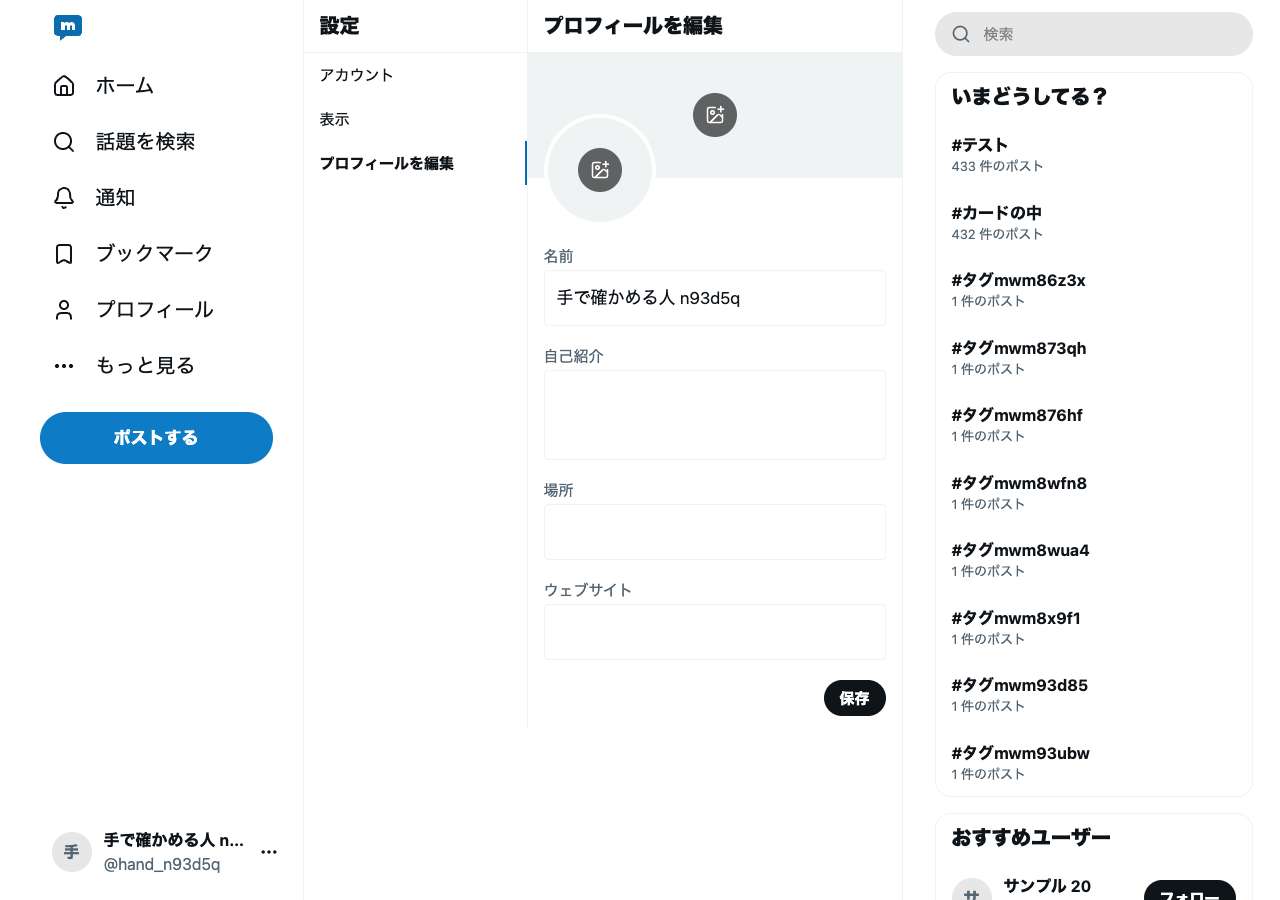 m
ホーム
話題を検索
通知
ブックマーク
プロフィール
もっと見る
ポストする
手
手で確かめる人 n...
@hand_n93d5q
設定
アカウント
表示
プロフィールを編集
プロフィールを編集
名前
手で確かめる人 n93d5q
自己紹介
場所
ウェブサイト
保存
検索
いまどうしてる？
#テスト
433 件のポスト
#カードの中
432 件のポスト
#タグmwm86z3x
1 件のポスト
#タグmwm873qh
1 件のポスト
#タグmwm876hf
1 件のポスト
#タグmwm8wfn8
1 件のポスト
#タグmwm8wua4
1 件のポスト
#タグmwm8x9f1
1 件のポスト
#タグmwm93d85
1 件のポスト
#タグmwm93ubw
1 件のポスト
おすすめユーザー
サ
サンプル 20
フォロー